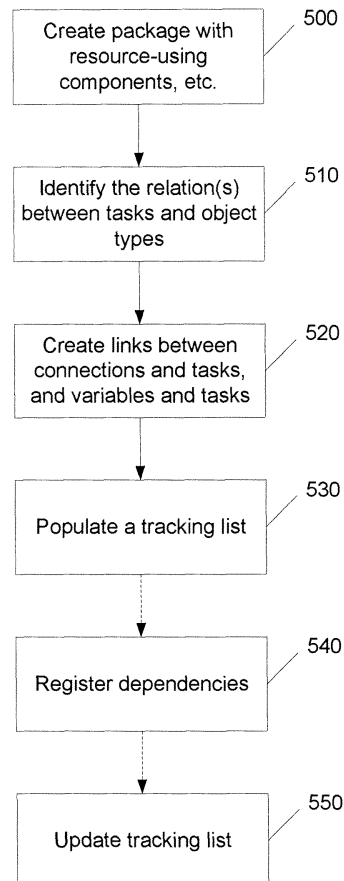 500
Create package with
resource-using
components, etc.
510
Identify the relation(s)
between tasks and object
types
520
Create links between
connections and tasks,
and variables and tasks
530
Populate a tracking list
540
Register dependencies
550
Update tracking list